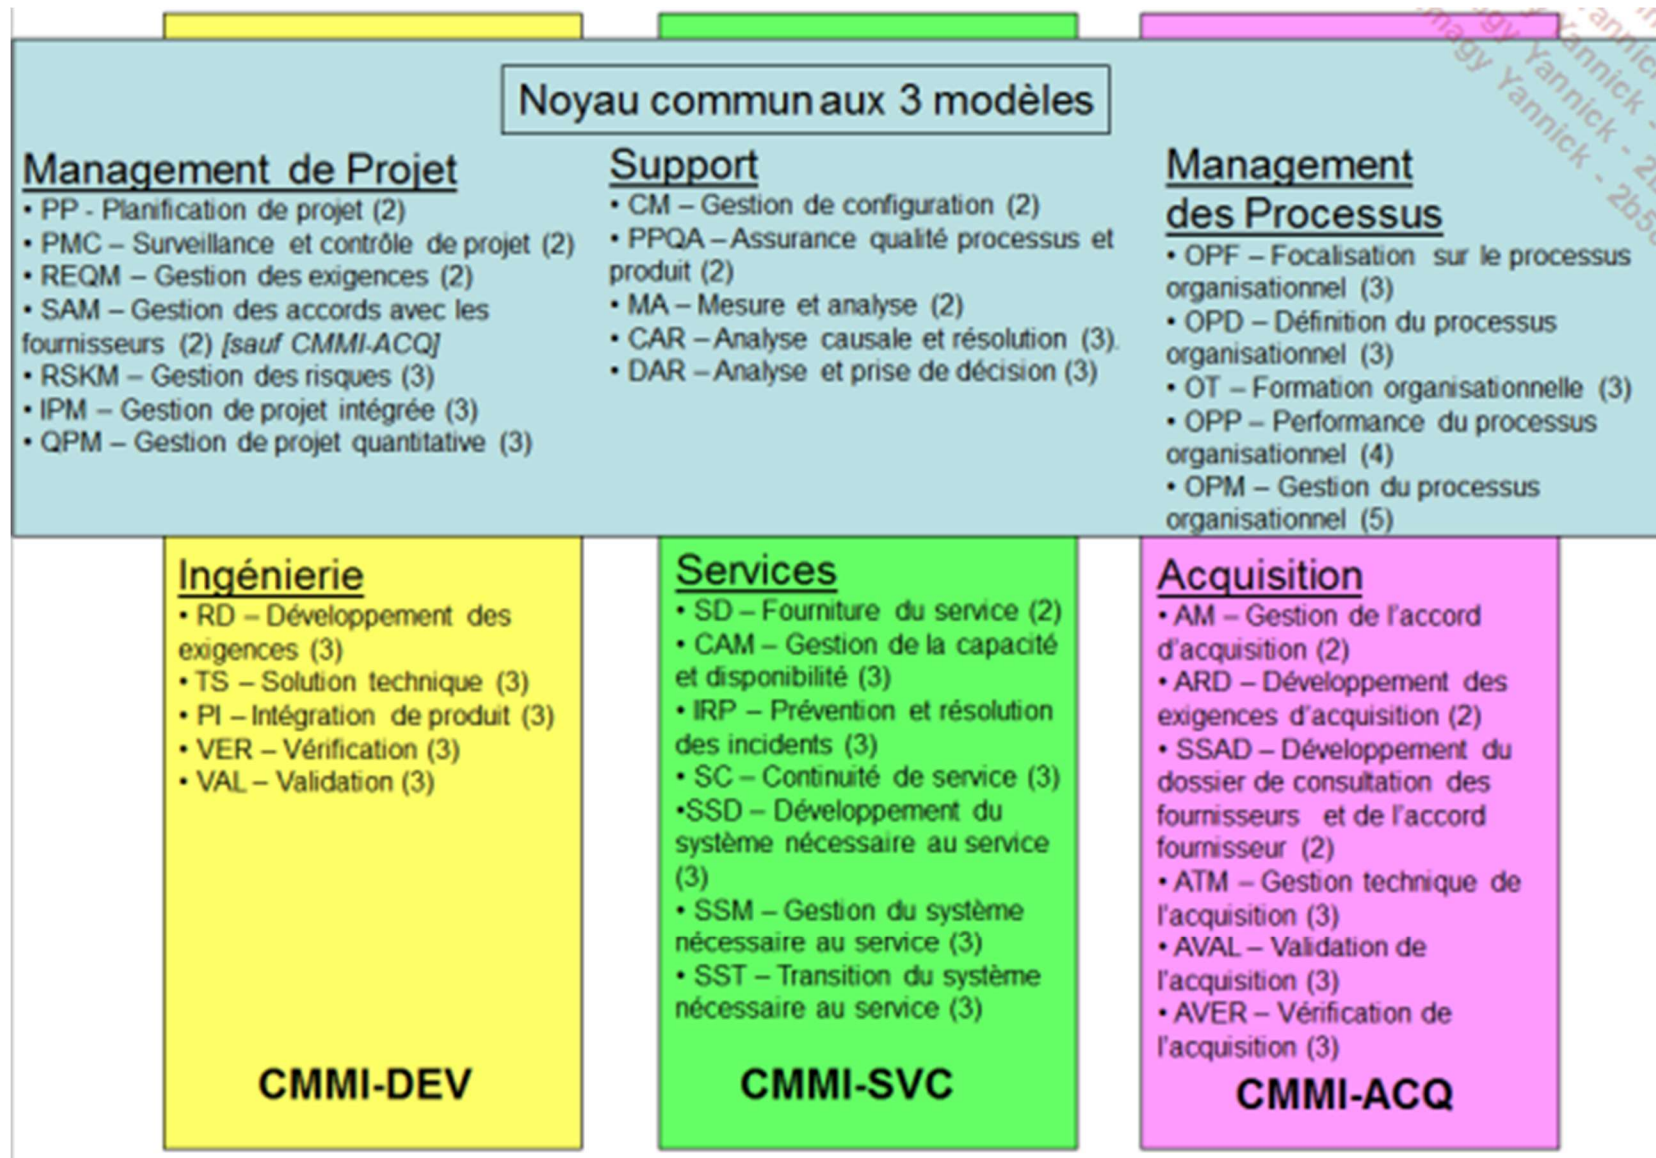 Noyau commun aux 3 modèles
Management de Projet
• PP - Planification de projet (2)
• PMC – Surveillance et contrôle de projet (2)
• REQM – Gestion des exigences (2)
• SAM – Gestion des accords avec les
fournisseurs (2) [sauf CMMI-ACQ]
• RSKM – Gestion des risques (3)
• IPM – Gestion de projet intégrée (3)
• QPM – Gestion de projet quantitative (3)
Support
• CM – Gestion de configuration (2)
• PPQA – Assurance qualité processus et
produit (2)
• MA – Mesure et analyse (2)
• CAR – Analyse causale et résolution (3).
• DAR – Analyse et prise de décision (3)
Management
des Processus
• OPF – Focalisation sur le processus
organisationnel (3)
• OPD – Définition du processus
organisationnel (3)
• OT – Formation organisationnelle (3)
• OPP – Performance du processus
organisationnel (4)
• OPM – Gestion du processus
organisationnel (5)
Ingénierie
• RD – Développement des
exigences (3)
• TS – Solution technique (3)
• PI – Intégration de produit (3)
• VER – Vérification (3)
• VAL – Validation (3)
CMMI-DEV
Services
• SD – Fourniture du service (2)
• CAM – Gestion de la capacité
et disponibilité (3)
• IRP – Prévention et résolution
des incidents (3)
• SC – Continuité de service (3)
•SSD – Développement du
système nécessaire au service
(3)
• SSM – Gestion du système
nécessaire au service (3)
• SST – Transition du système
nécessaire au service (3)
CMMI-SVC
Acquisition
• AM – Gestion de l'accord
d'acquisition (2)
• ARD – Développement des
exigences d'acquisition (2)
• SSAD – Développement du
dossier de consultation des
fournisseurs et de l'accord
fournisseur (2)
• ATM – Gestion technique de
l'acquisition (3)
• AVAL – Validation de
l'acquisition (3)
• AVER – Vérification de
l'acquisition (3)
CMMI-ACQ
Yannick -
Yannick - 2
Yannick - 2b5